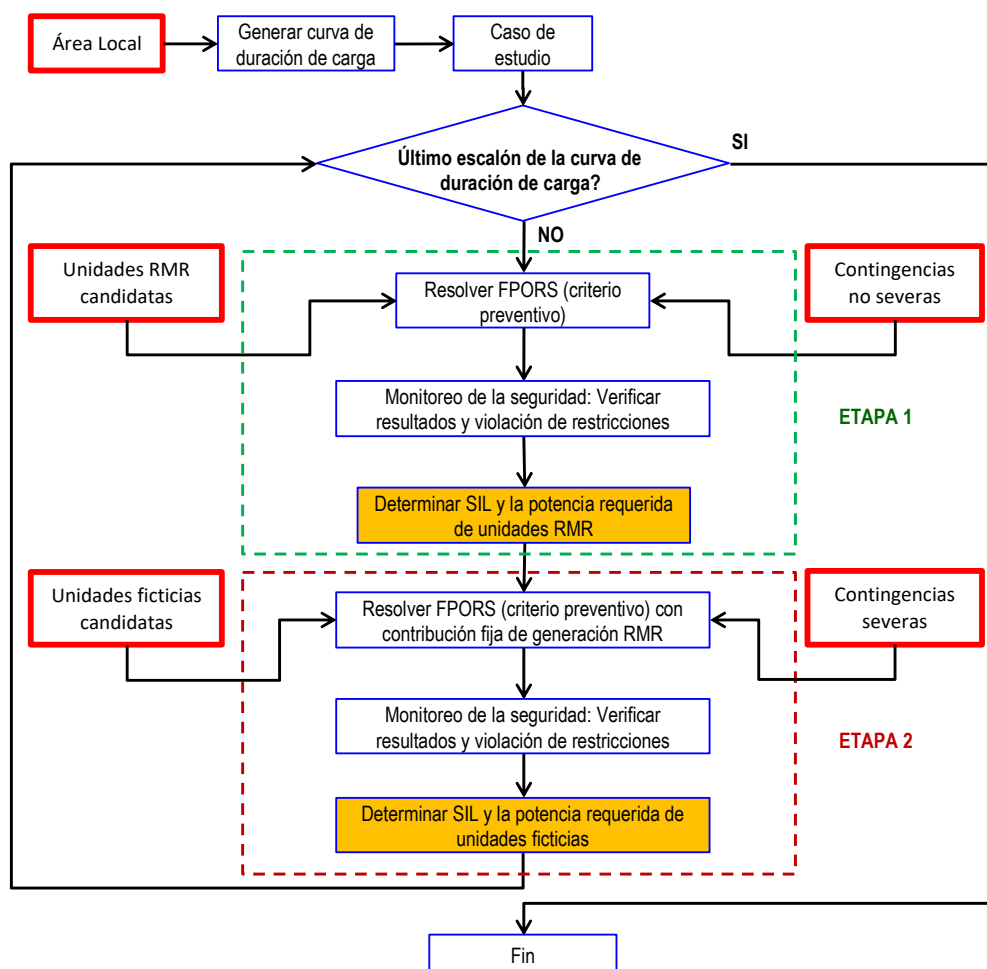 Área Local
Generar curva de
duración de carga
Caso de
estudio
Último escalón de la curva de
duración de carga?
SI
NO
Unidades RMR
candidatas
Resolver FPORS (criterio
preventivo)
Contingencias
no severas
Monitoreo de la seguridad: Verificar
resultados y violación de restricciones
ETAPA 1
Determinar SIL y la potencia requerida
de unidades RMR
Unidades ficticias
candidatas
Resolver FPORS (criterio preventivo) con
contribución fija de generación RMR
Contingencias
severas
Monitoreo de la seguridad: Verificar
resultados y violación de restricciones
ETAPA 2
Determinar SIL y la potencia requerida de
unidades ficticias
Fin